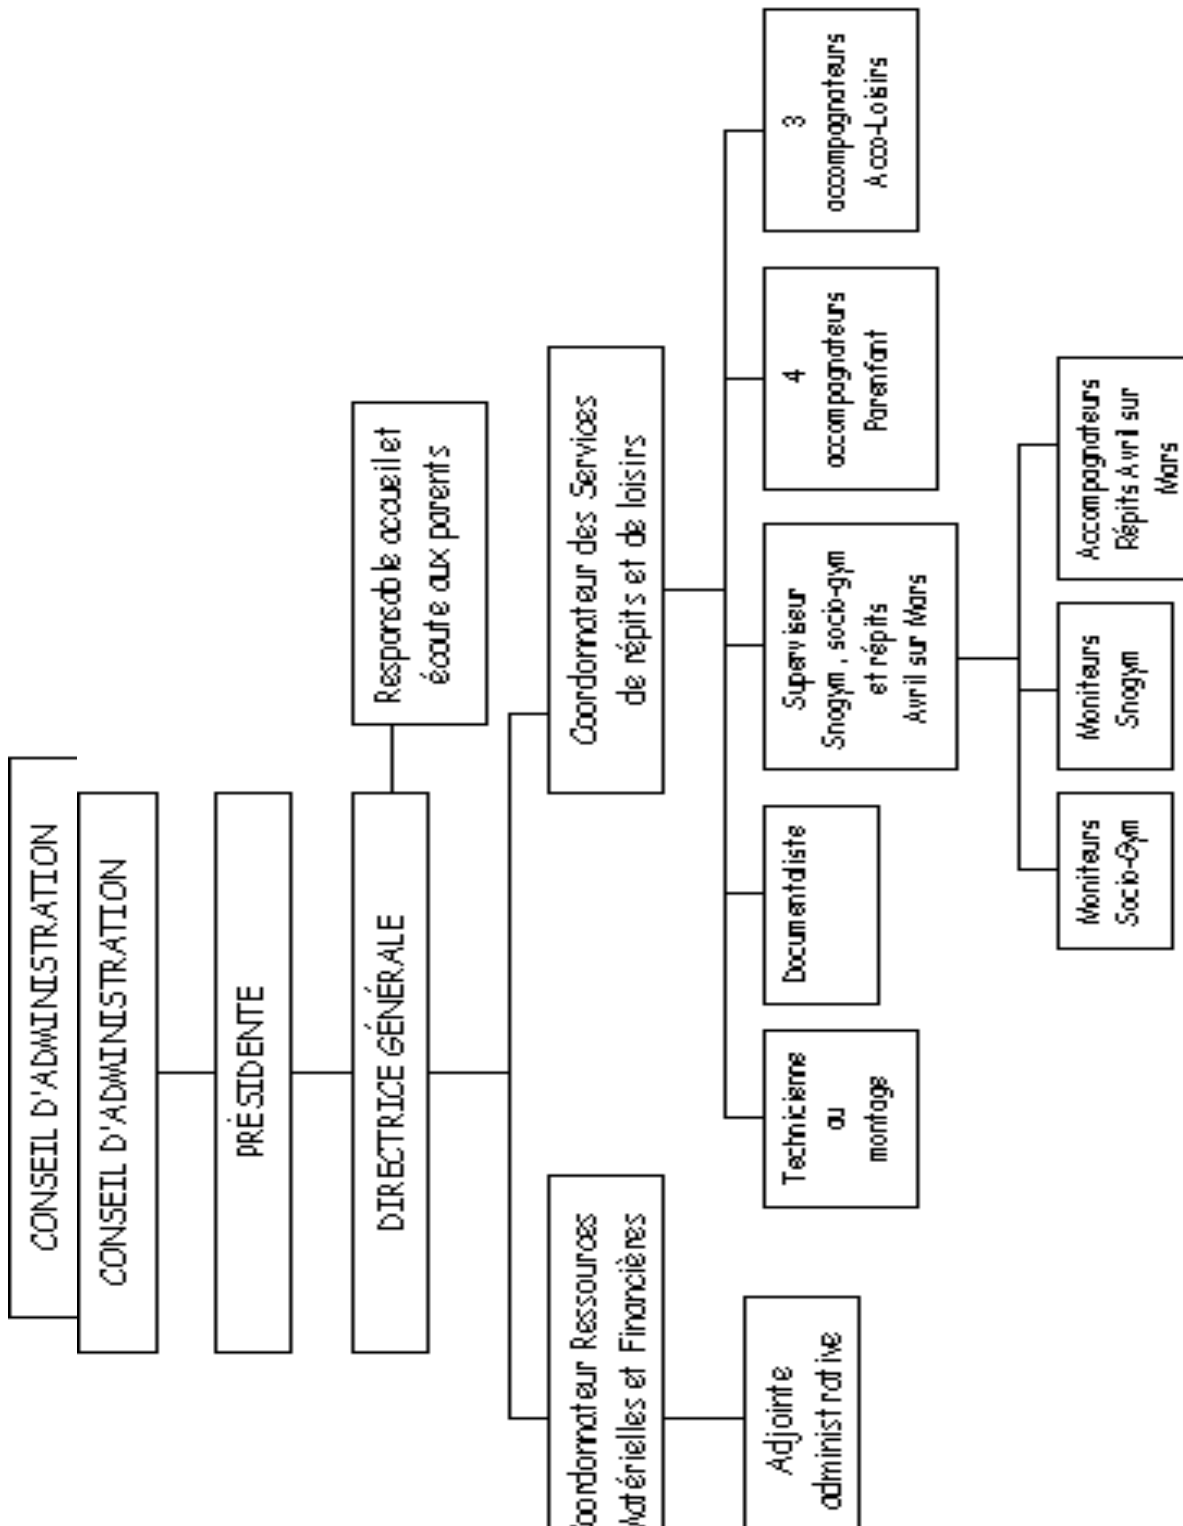 CONSEIL D'ADMINISTRATION
CONSEIL D'ADMINISTRATION
PRÉSIDENTE
DIRECTRICE GÉNÉRALE
Responsable accueil et
écoute aux parents
oordonnateur Ressources
Matérielles et Financières
Coordonnateur des Services
de répits et de loisirs
Adjointe
administrative
Technicienne
au
montage
Documentaliste
Superviseur
Snogym, socio-gym
et répits
Avril sur Mars
4
accompagnateurs
Parenfant
3
accompagnateurs
Acco-Loisirs
Moniteurs
Socio-Gym
Moniteurs
Snogym
Accompagnateurs
Répits Avril sur
Mars